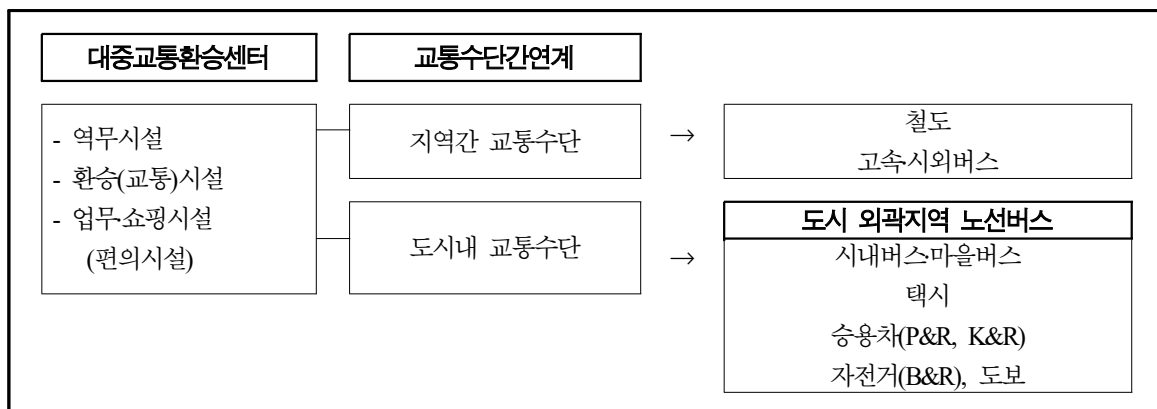 대중교통환승센터
교통수단간연계
- 역무시설
- 환승(교통)시설
- 업무·쇼핑시설
(편의시설)
지역간 교통수단
→
철도
고속·시외버스
도시내 교통수단
→
도시 외곽지역 노선버스
시내버스·마을버스
택시
승용차(P&R, K&R)
자전거(B&R), 도보